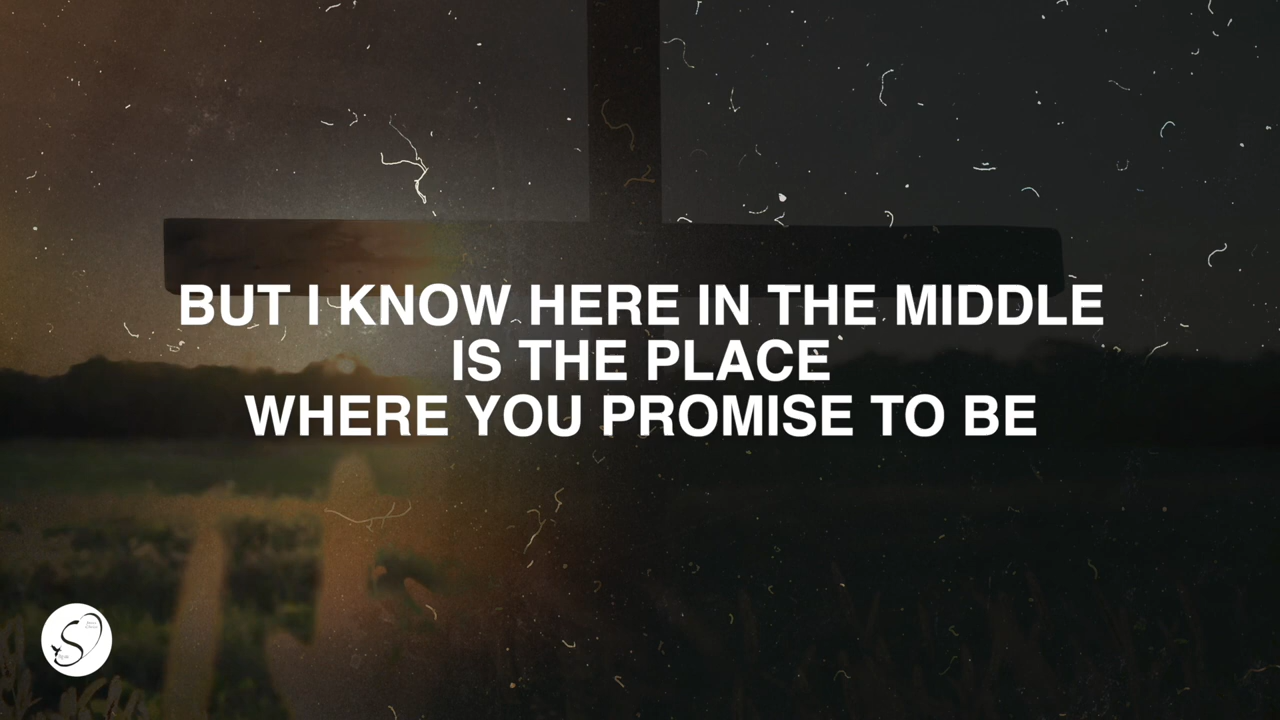 BUT I KNOW HERE IN THE MIDDLE
IS THE PLACE
WHERE YOU PROMISE TO BE
S